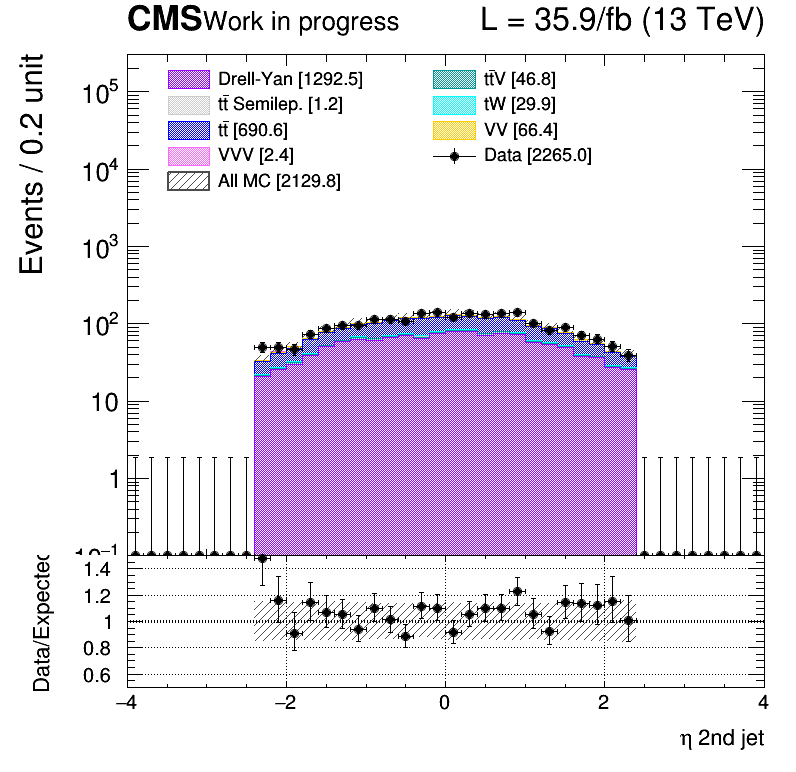 CMS Work in progress L = 35.9/fb (13 TeV)
Events / 0.2 unit
Drell-Yan [1292.5]
tt̄ Semilep. [1.2]
tt̄ [690.6]
VVV [2.4]
All MC [2129.8]
tt̄V [46.8]
tW [29.9]
VV [66.4]
Data [2265.0]
10⁵
10⁴
10³
10²
10
1
10⁻¹
Data/Expected
1.4
1.2
1
0.8
0.6
−4 −2 0 2 4
η 2nd jet